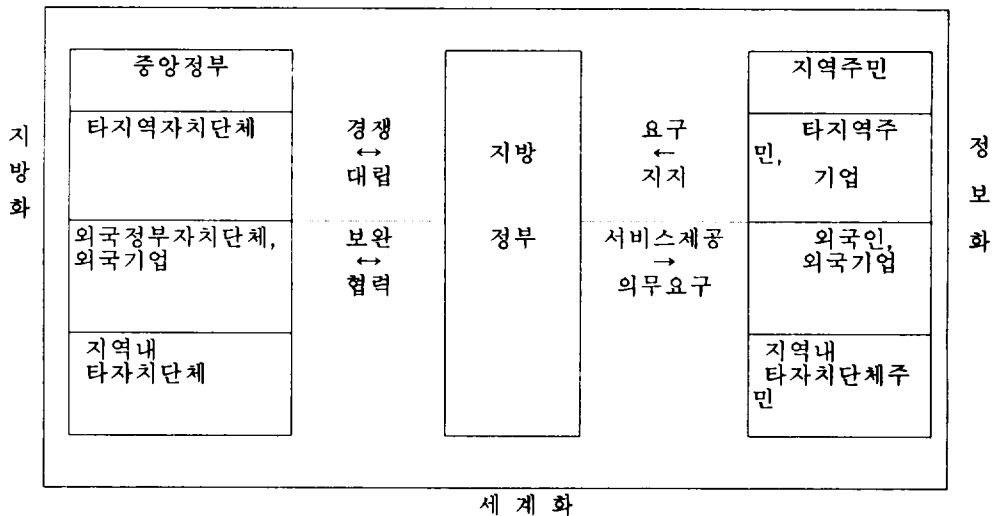 지
방
화
중앙정부
타지역자치단체
외국정부자치단체,
외국기업
지역내
타자치단체
경쟁
↔
대립
보완
↔
협력
지방
정부
요구
←
지지
서비스제공
→
의무요구
지역주민
타지역주
민,
기업
외국인,
외국기업
지역내
타자치단체주
민
정
보
화
세계화